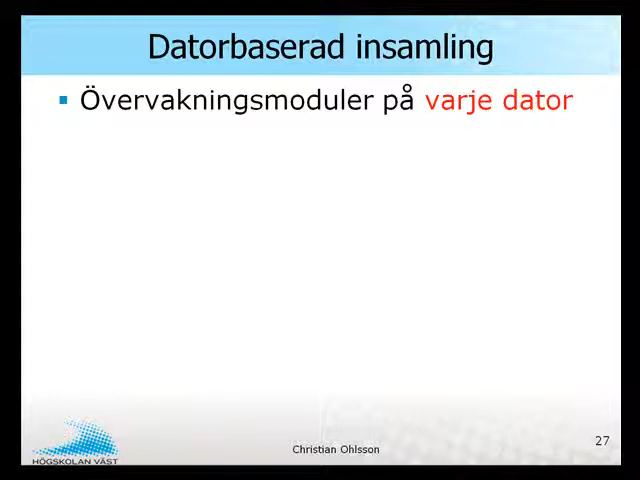 Datorbaserad insamling
Övervakningsmoduler på varje dator
HÖGSKOLAN VÄST
Christian Ohlsson
27